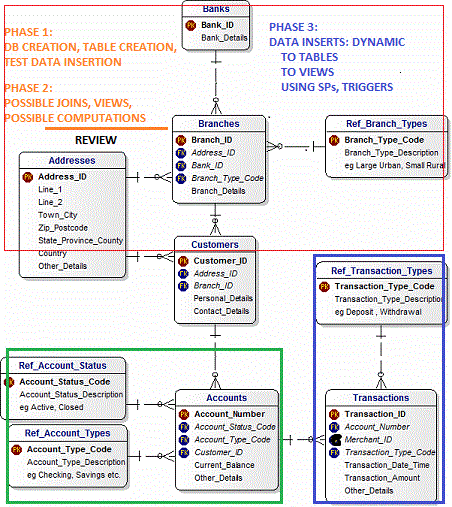 Banks
PK Bank_ID
Bank_Details
PHASE 1:
DB CREATION, TABLE CREATION,
TEST DATA INSERTION
PHASE 2:
POSSIBLE JOINS, VIEWS,
POSSIBLE COMPUTATIONS
REVIEW
PHASE 3:
DATA INSERTS: DYNAMIC
TO TABLES
TO VIEWS
USING SPs, TRIGGERS
Branches
PK Branch_ID
FK Address_ID
FK Bank_ID
FK Branch_Type_Code
Branch_Details
Ref_Branch_Types
PK Branch_Type_Code
Branch_Type_Description
eg Large Urban, Small Rural
Addresses
PK Address_ID
Line_1
Line_2
Town_City
Zip_Postcode
State_Province_County
Country
Other_Details
Customers
PK Customer_ID
FK Address_ID
FK Branch_ID
Personal_Details
Contact_Details
Ref_Transaction_Types
PK Transaction_Type_Code
Transaction_Type_Description
eg Deposit , Withdrawal
Ref_Account_Status
PK Account_Status_Code
Account_Status_Description
eg Active, Closed
Ref_Account_Types
PK Account_Type_Code
Account_Type_Description
eg Checking, Savings etc.
Accounts
PK Account_Number
FK Account_Status_Code
FK Account_Type_Code
FK Customer_ID
Current_Balance
Other_Details
Transactions
PK Transaction_ID
FK Account_Number
Merchant_ID
FK Transaction_Type_Code
Transaction_Date_Time
Transaction_Amount
Other_Details